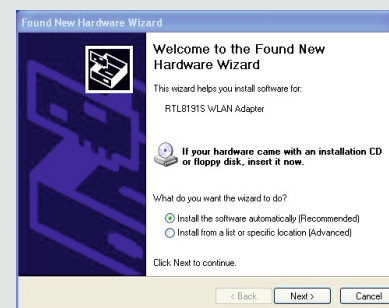 Found New Hardware Wizard
Welcome to the Found New
Hardware Wizard
This wizard helps you install software for:
RTL8191S WLAN Adapter
If your hardware came with an installation CD
or floppy disk, insert it now.
What do you want the wizard to do?
Install the software automatically (Recommended)
Install from a list or specific location (Advanced)
Click Next to continue.
< Back Next > Cancel